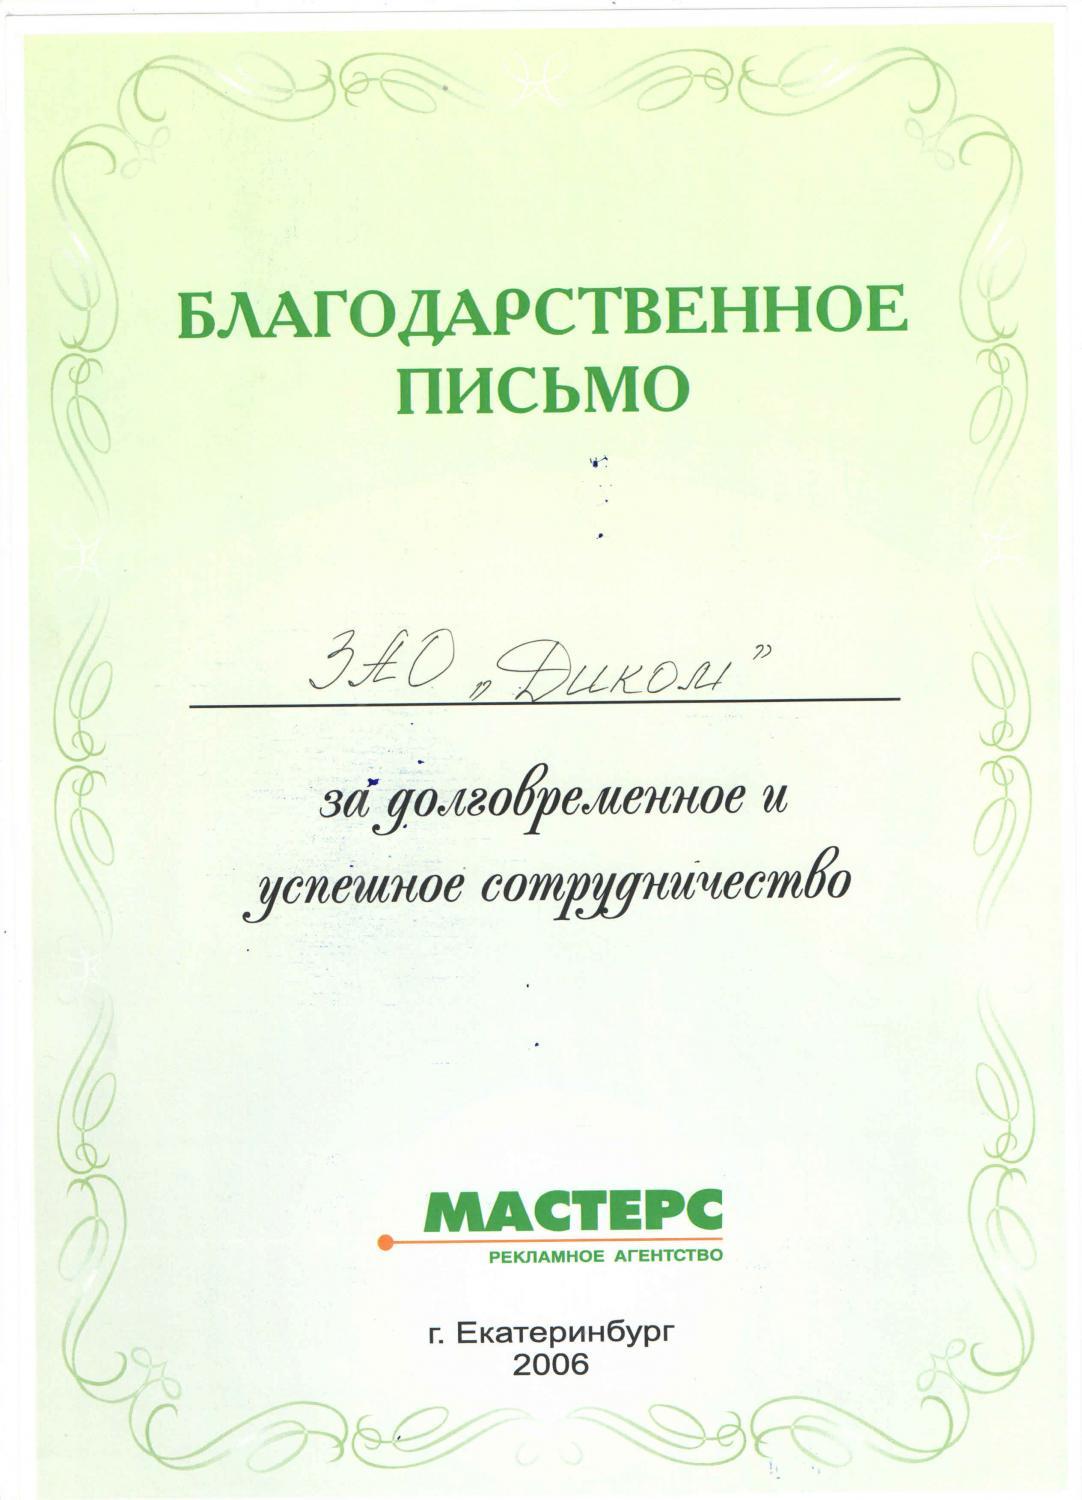 БЛАГОДАРСТВЕННОЕ
ПИСЬМО
ЗАО „Диком”
за долговременное и
успешное сотрудничество
МАСТЕРС
РЕКЛАМНОЕ АГЕНТСТВО
г. Екатеринбург
2006